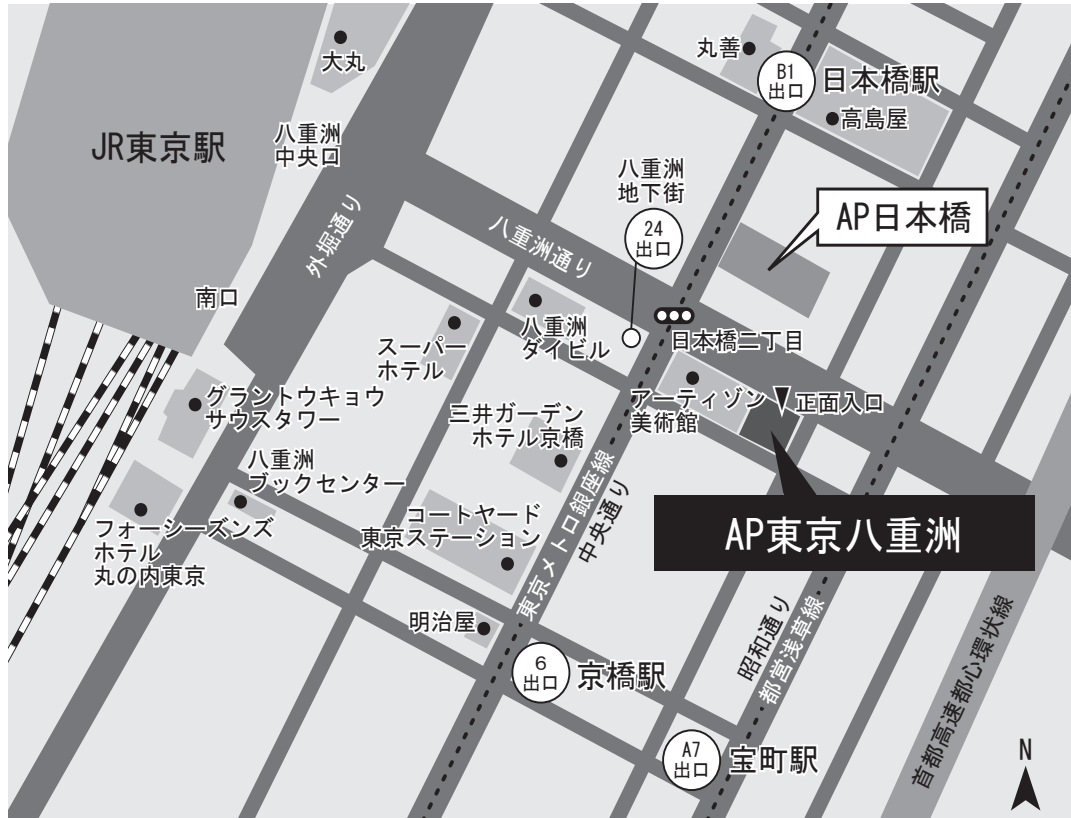 大丸
丸善
B1
出口
日本橋駅
高島屋
JR東京駅
八重洲
中央口
八重洲
地下街
24
出口
AP日本橋
外堀通り
八重洲通り
南口
八重洲
ダイビル
日本橋二丁目
スーパー
ホテル
アーティゾン
美術館
正面入口
グラントウキョウ
サウスタワー
三井ガーデン
ホテル京橋
八重洲
ブックセンター
東京メトロ銀座線
中央通り
コートヤード
東京ステーション
AP東京八重洲
フォーシーズンズ
ホテル
丸の内東京
明治屋
昭和通り
都営浅草線
首都高速都心環状線
6
出口
京橋駅
A7
出口
宝町駅
N